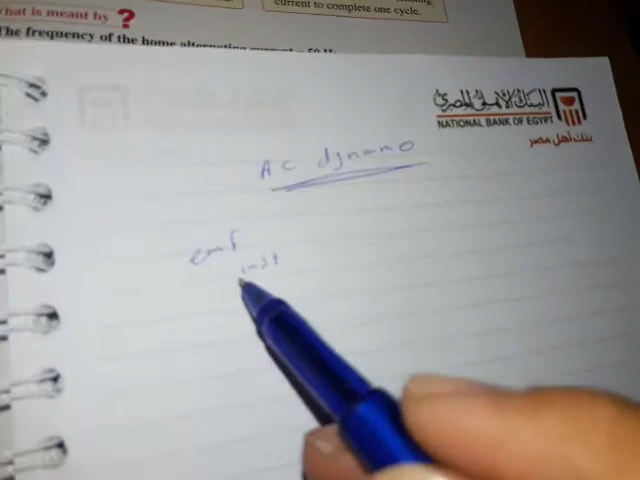 current to complete one cycle.
What is meant by ?
The frequency of the home alternating current = 50 Hz
البنك الأهلي المصري
NATIONAL BANK OF EGYPT
بنك أهل مصر
AC dynamo
emf inst